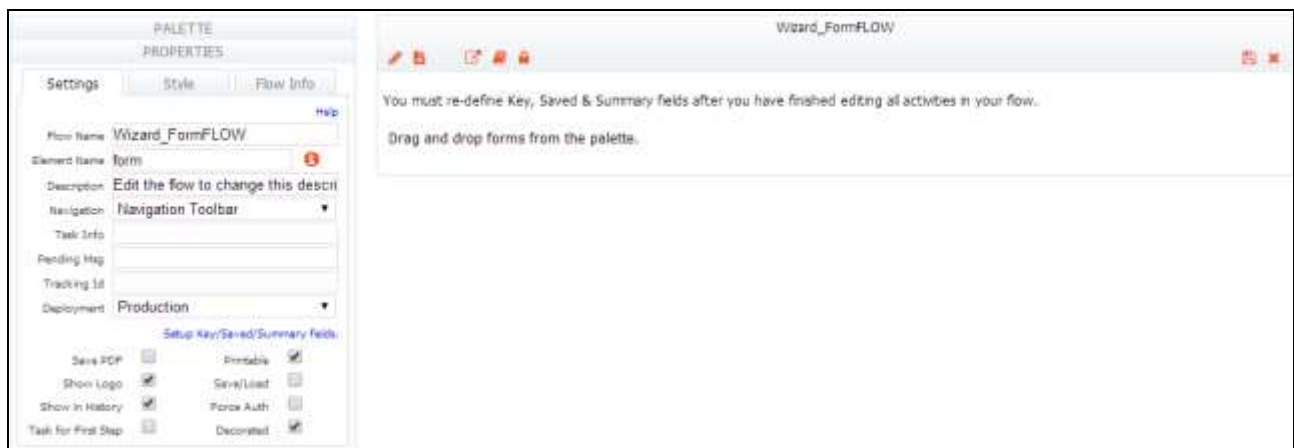 PALETTE
PROPERTIES
Settings Style Flow Info
Help
Flow Name Wizard_FormFLOW
Element Name form
Description Edit the flow to change this descri
Navigation Navigation Toolbar
Task Info
Pending Msg
Tracking Id
Deployment Production
Setup Key/Saved/Summary fields.
Save PDF Printable
Show Logo Save/Load
Show in History Force Auth
Task for First Step Decorated
Wizard_FormFLOW
You must re-define Key, Saved & Summary fields after you have finished editing all activities in your flow.
Drag and drop forms from the palette.